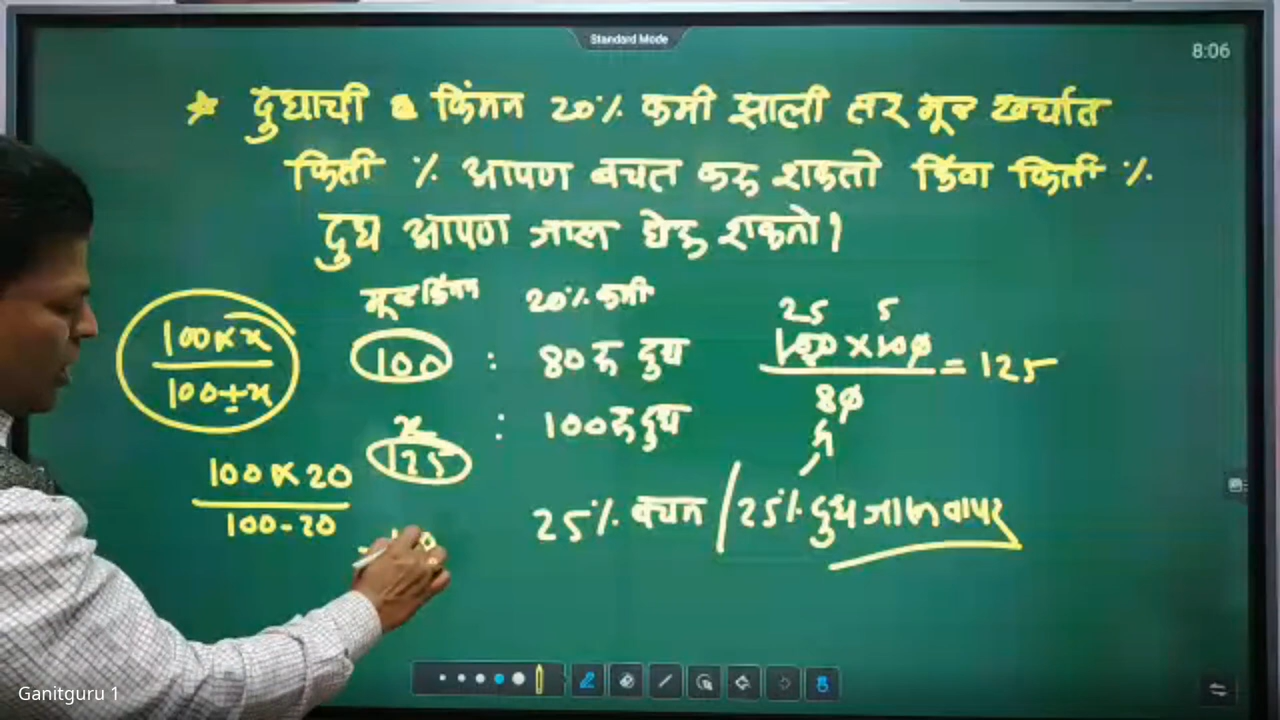 Standard Mode
8:06
★ दुधाची किंमत 20% कमी झाली तर मूळ खर्चात
किती % आपण बचत करू शकतो किंवा किती %
दुध आपण जास्त घेऊ शकतो।
मूळ किंमत 20% कमी
100 : 80 रु दुध
x : 100 रु दुध
125
100 × x
100 ± x
25 5
100 × 100 = 125
80
4
100 × 20
100 - 20
25% बचत / 25% दुध जास्त वापर
Ganitguru 1